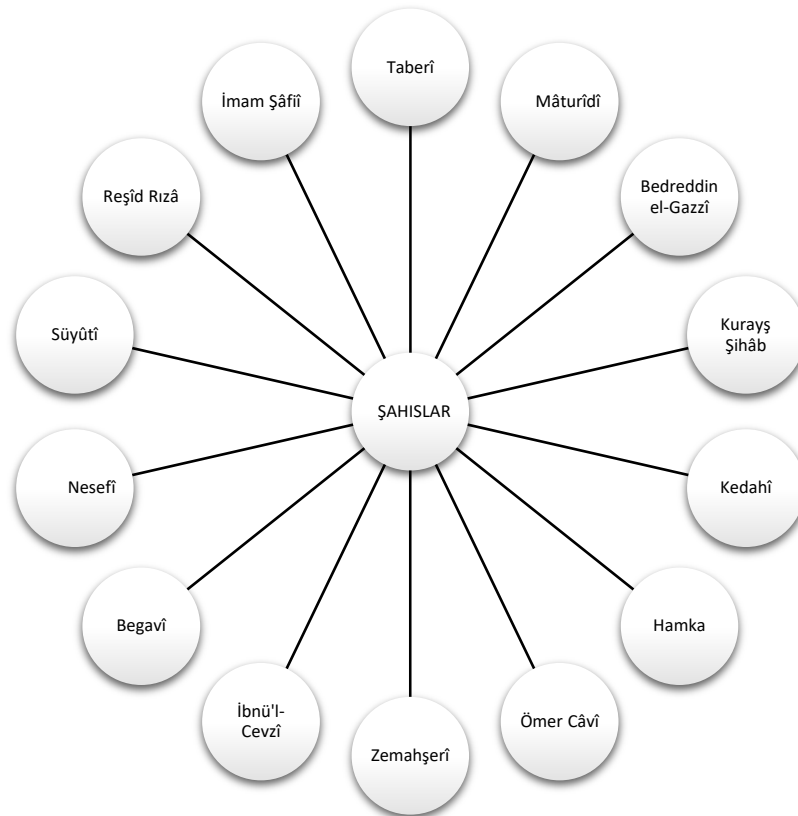 Taberî
İmam Şâfiî
Mâturîdî
Reşîd Rızâ
Bedreddin
el-Gazzî
Süyûtî
Kurayş
Şihâb
ŞAHISLAR
Nesefî
Kedahî
Begavî
Hamka
İbnü'l-
Cevzî
Ömer Câvî
Zemahşerî